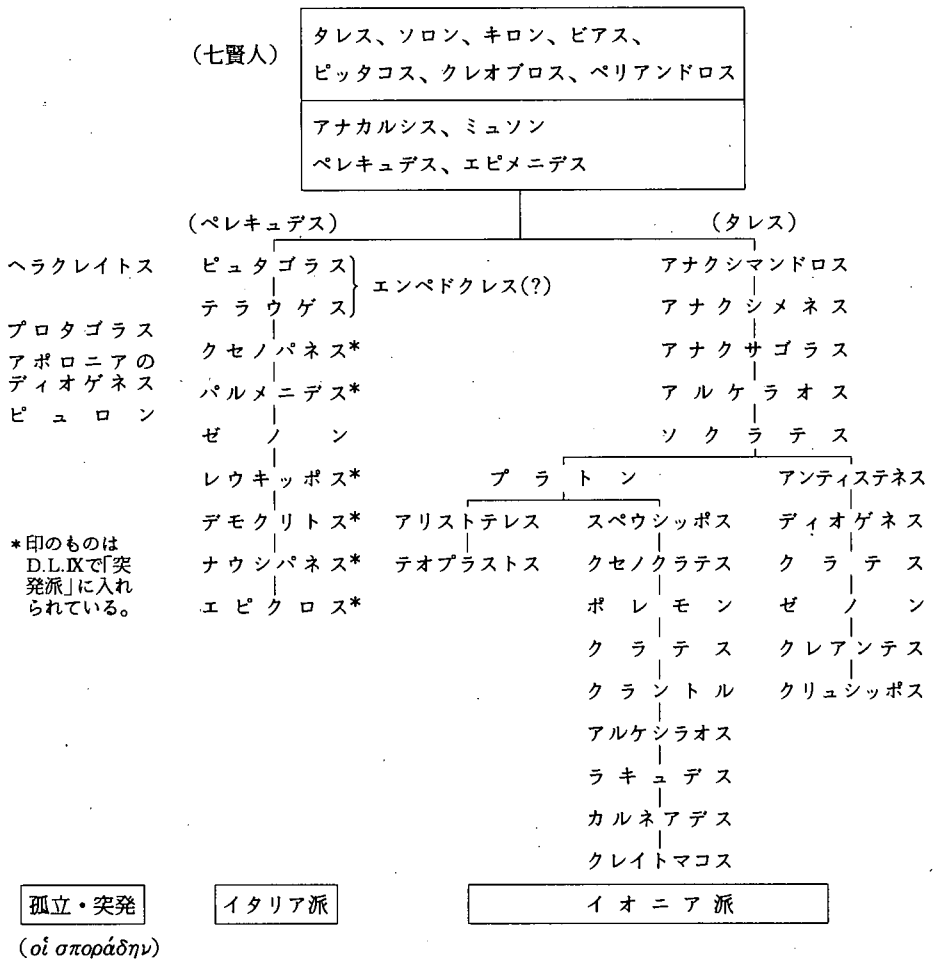 (七賢人)
タレス、ソロン、キロン、ビアス、
ピッタコス、クレオブロス、ペリアンドロス
アナカルシス、ミュソン
ペレキュデス、エピメニデス
(ペレキュデス)
(タレス)
ヘラクレイトス
プロタゴラス
アポロニアの
ディオゲネス
ピュロン
*印のものは
D.L.Ⅸで「突
発派」に入れ
られている。
ピュタゴラス
テラウゲス
エンペドクレス(?)
クセノパネス*
パルメニデス*
ゼノン
レウキッポス*
デモクリトス*
ナウシパネス*
エピクロス*
アナクシマンドロス
アナクシメネス
アナクサゴラス
アルケラオス
ソクラテス
プラトン
アリストテレス
テオプラストス
スペウシッポス
クセノクラテス
ポレモン
クラテス
クラントル
アルケシラオス
ラキュデス
カルネアデス
クレイトマコス
アンティステネス
ディオゲネス
クラテス
ゼノン
クレアンテス
クリュシッポス
孤立・突発
(οἱ σποράδην)
イタリア派
イオニア派